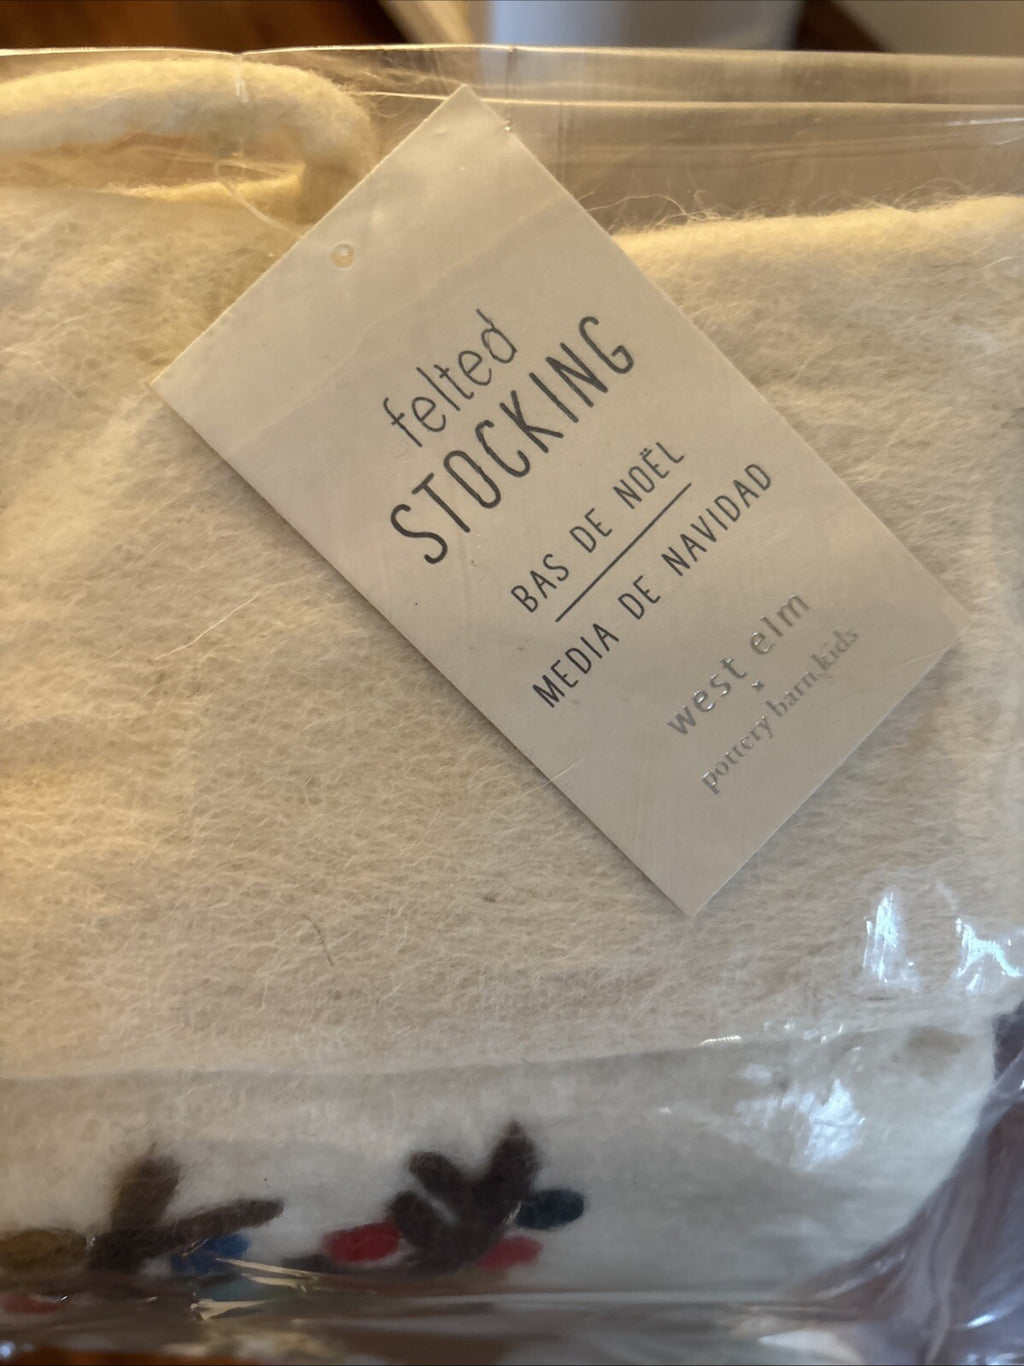 felted
STOCKING
BAS DE NOËL
MEDIA DE NAVIDAD
west elm
x
pottery barn kids